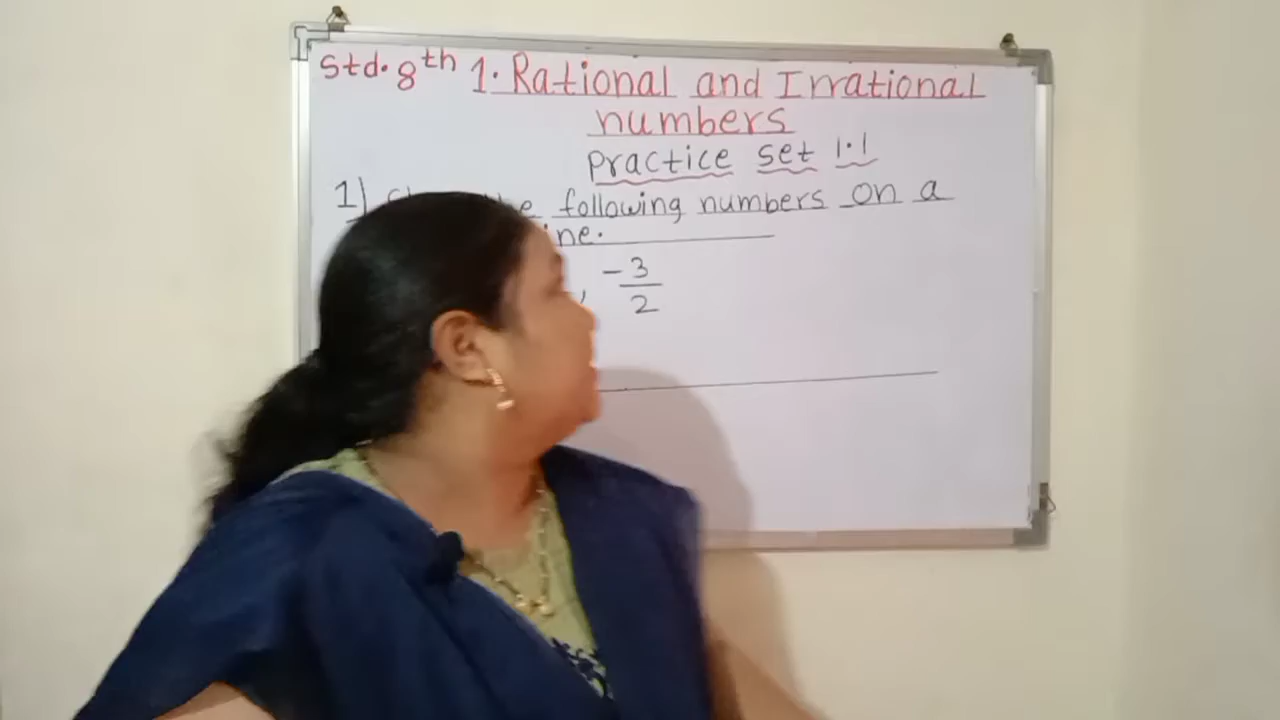 Std. 8th 1. Rational and Irrational
numbers
Practice set 1.1
1) following numbers on a
, -3/2